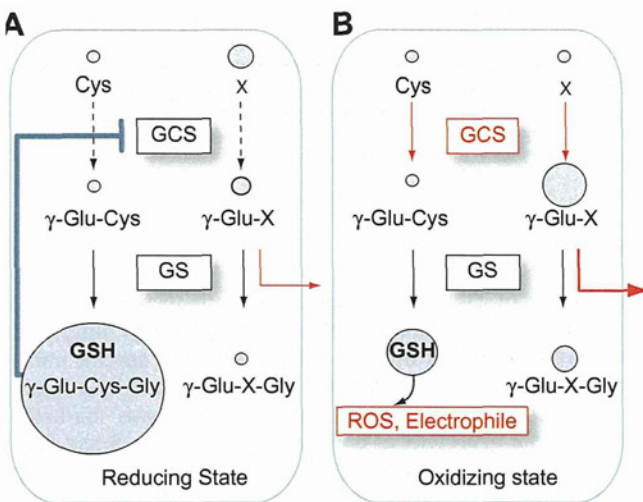 A
Cys
X
GCS
γ-Glu-Cys
γ-Glu-X
GS
GSH
γ-Glu-Cys-Gly
γ-Glu-X-Gly
Reducing State
B
Cys
X
GCS
γ-Glu-Cys
γ-Glu-X
GS
GSH
γ-Glu-X-Gly
ROS, Electrophile
Oxidizing state